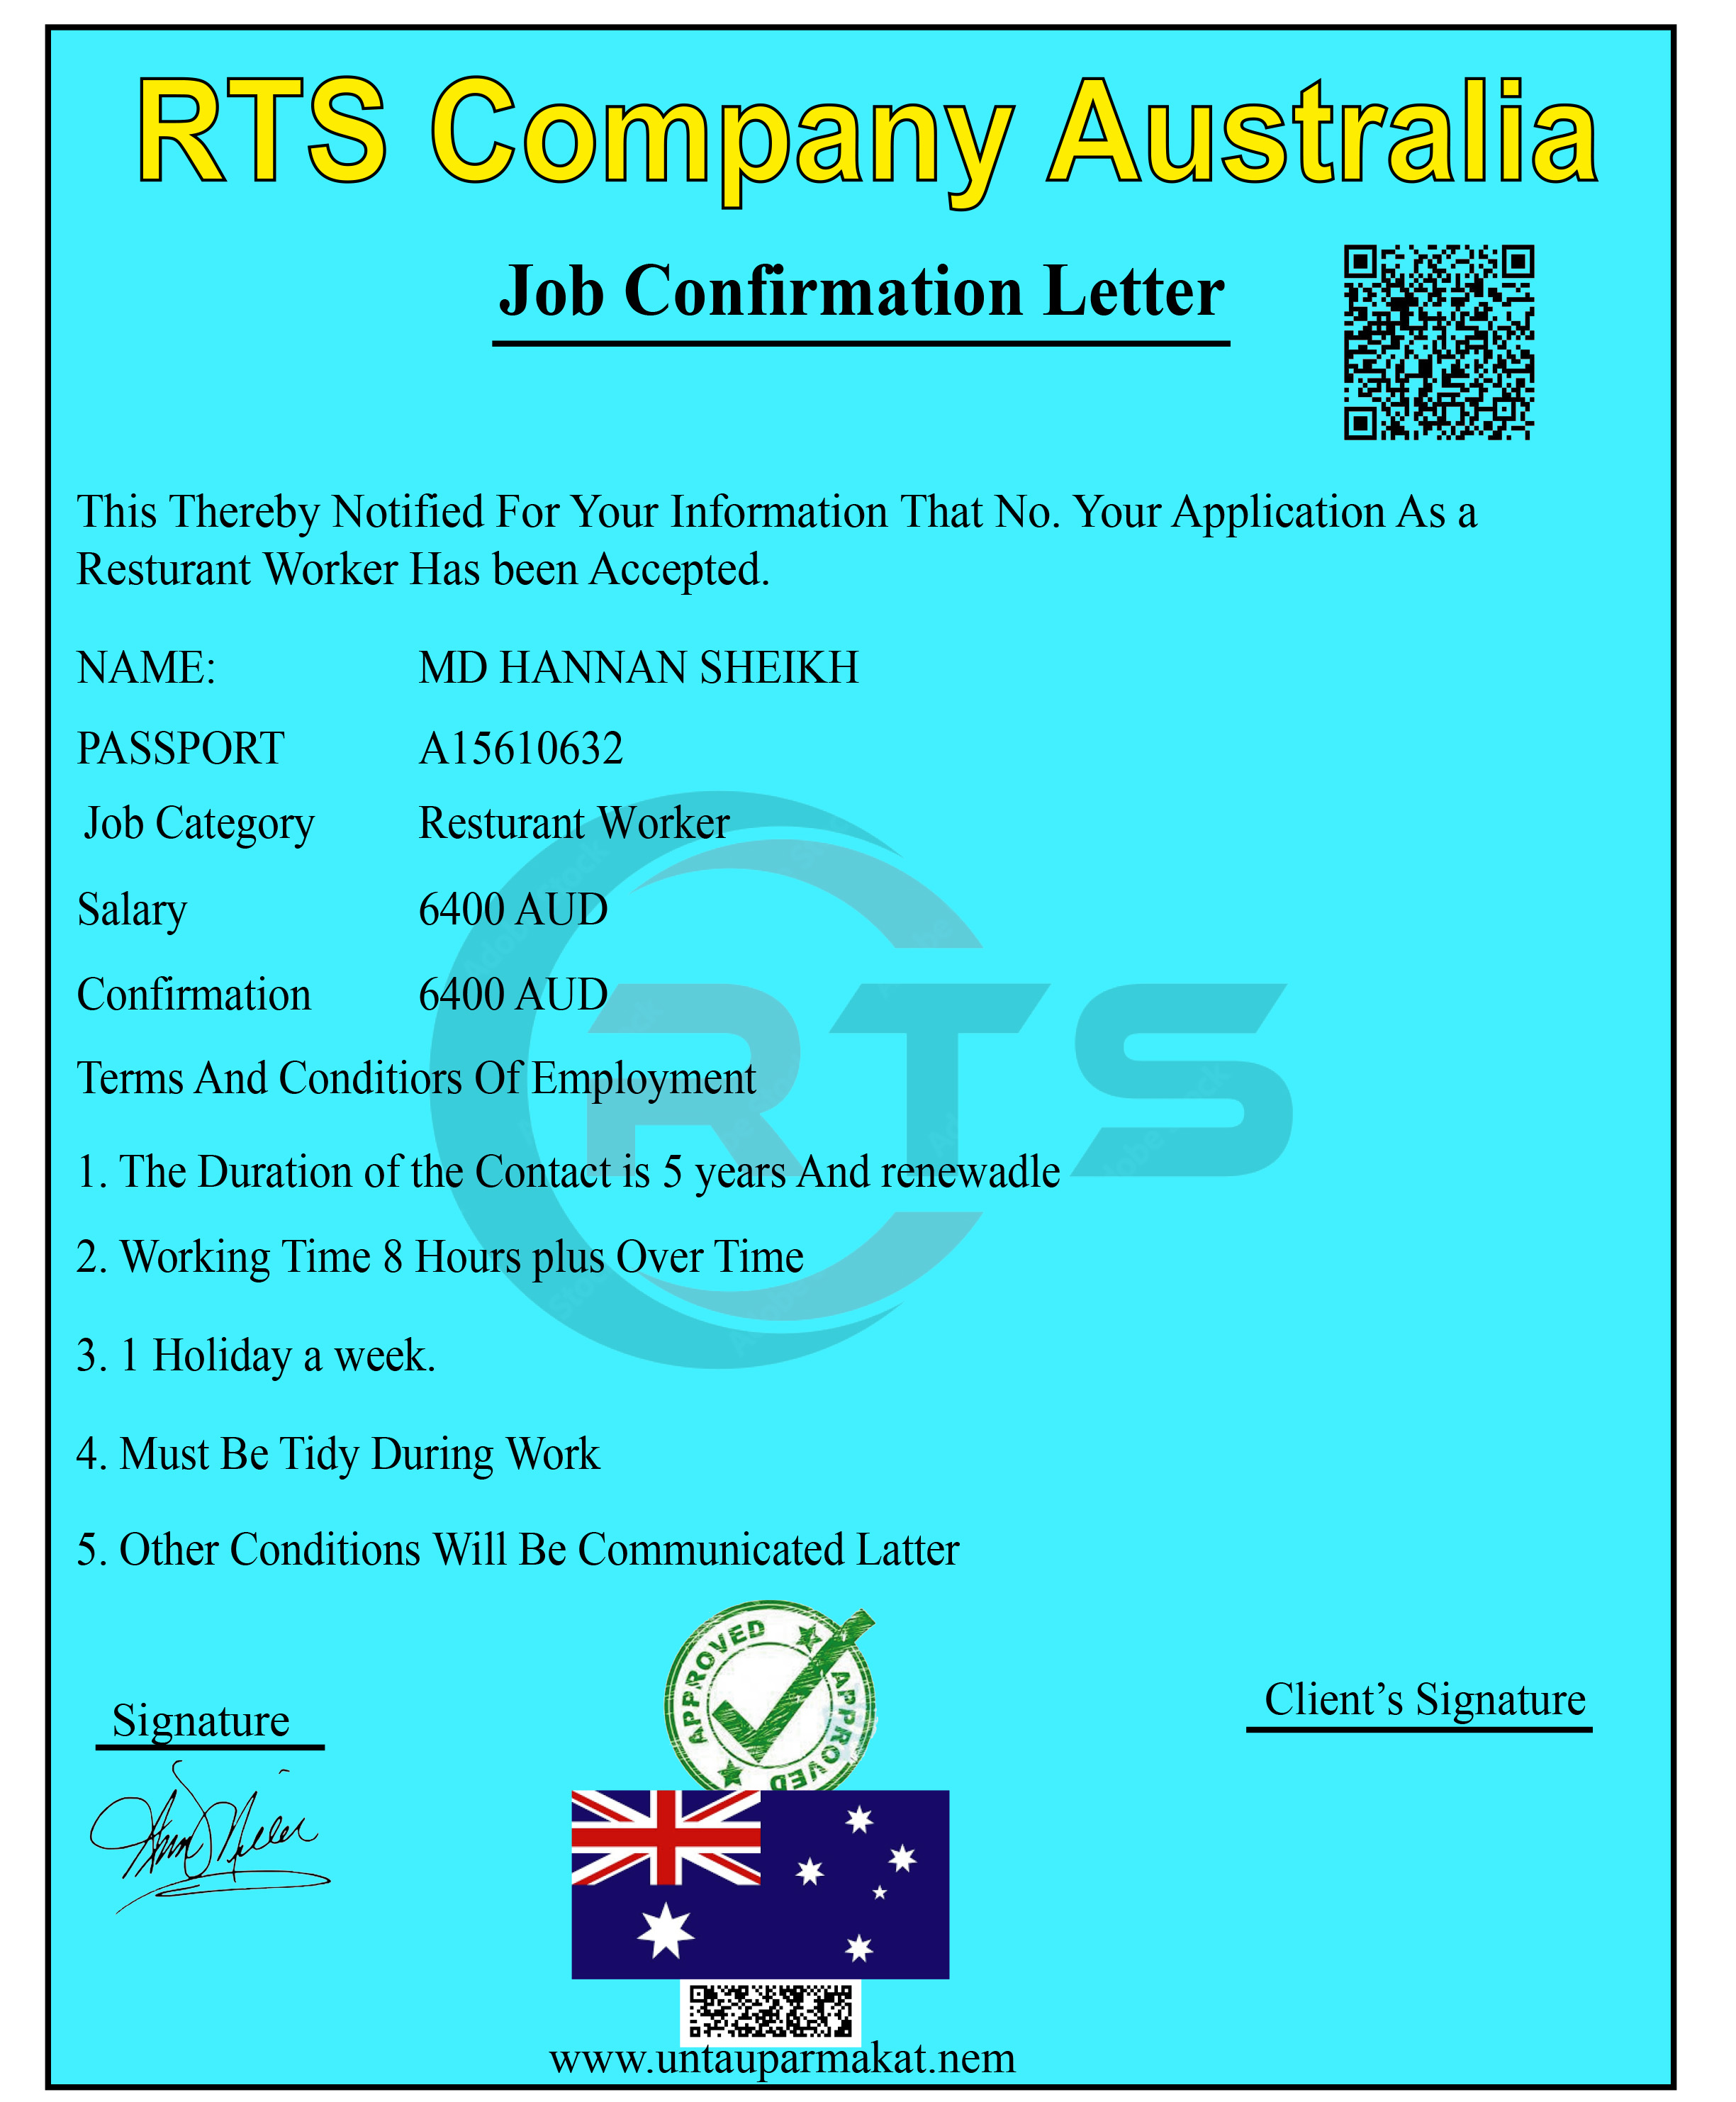 RTS Company Australia
Job Confirmation Letter
This Thereby Notified For Your Information That No. Your Application As a
Resturant Worker Has been Accepted.
NAME: MD HANNAN SHEIKH
PASSPORT A15610632
Job Category Resturant Worker
Salary 6400 AUD
Confirmation 6400 AUD
RTS
Terms And Conditiors Of Employment
1. The Duration of the Contact is 5 years And renewadle
2. Working Time 8 Hours plus Over Time
3. 1 Holiday a week.
4. Must Be Tidy During Work
5. Other Conditions Will Be Communicated Latter
APPROVED APPROVED APPROVED
Signature
Client’s Signature
www.untauparmakat.nem